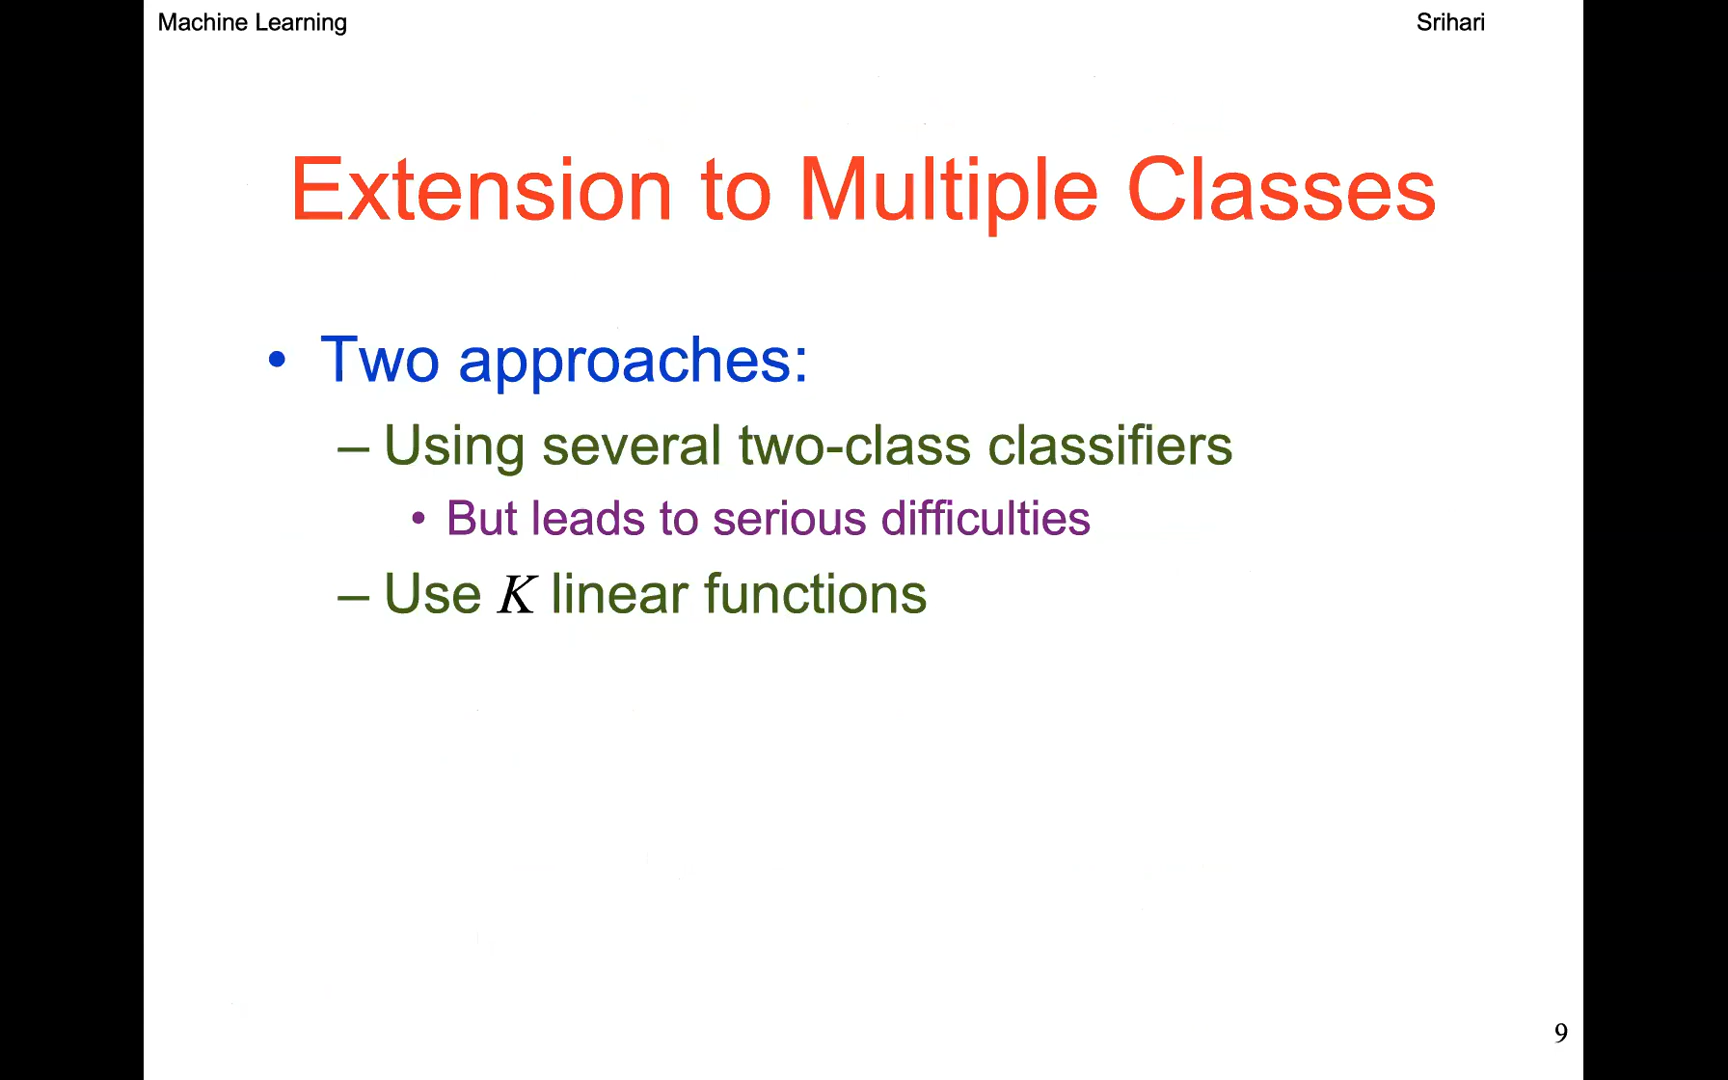 Machine Learning
Srihari
Extension to Multiple Classes
• Two approaches:
– Using several two-class classifiers
• But leads to serious difficulties
– Use K linear functions
9